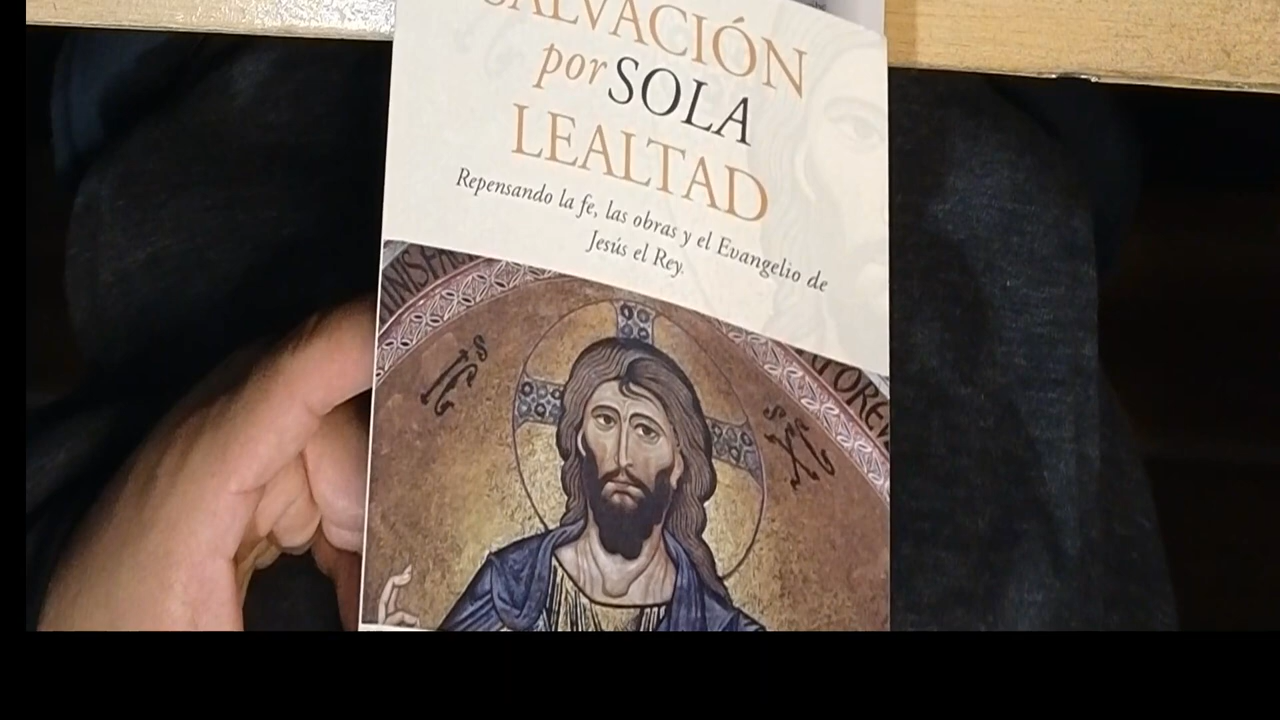 SALVACIÓN
por SOLA
LEALTAD
Repensando la fe, las obras y el Evangelio de
Jesús el Rey.